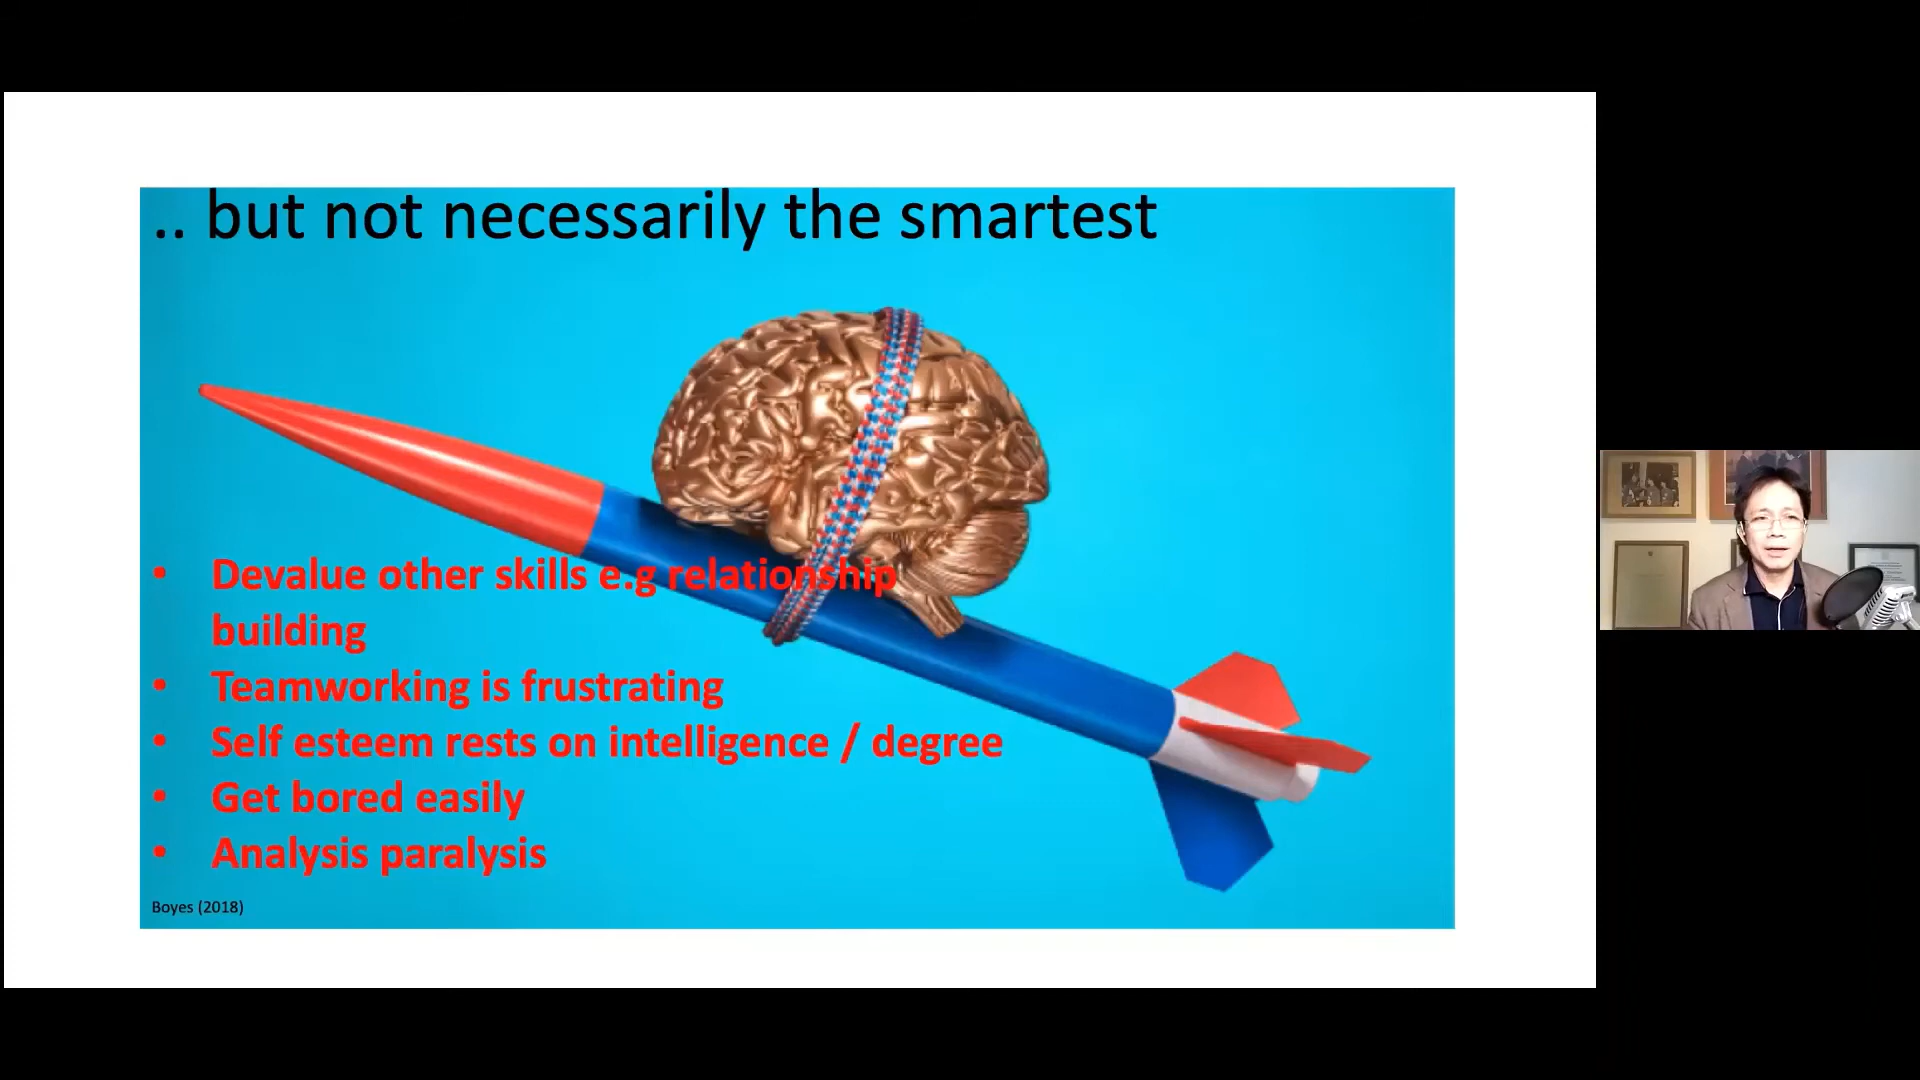 .. but not necessarily the smartest
• Devalue other skills e.g relationship
building
• Teamworking is frustrating
• Self esteem rests on intelligence / degree
• Get bored easily
• Analysis paralysis
Boyes (2018)